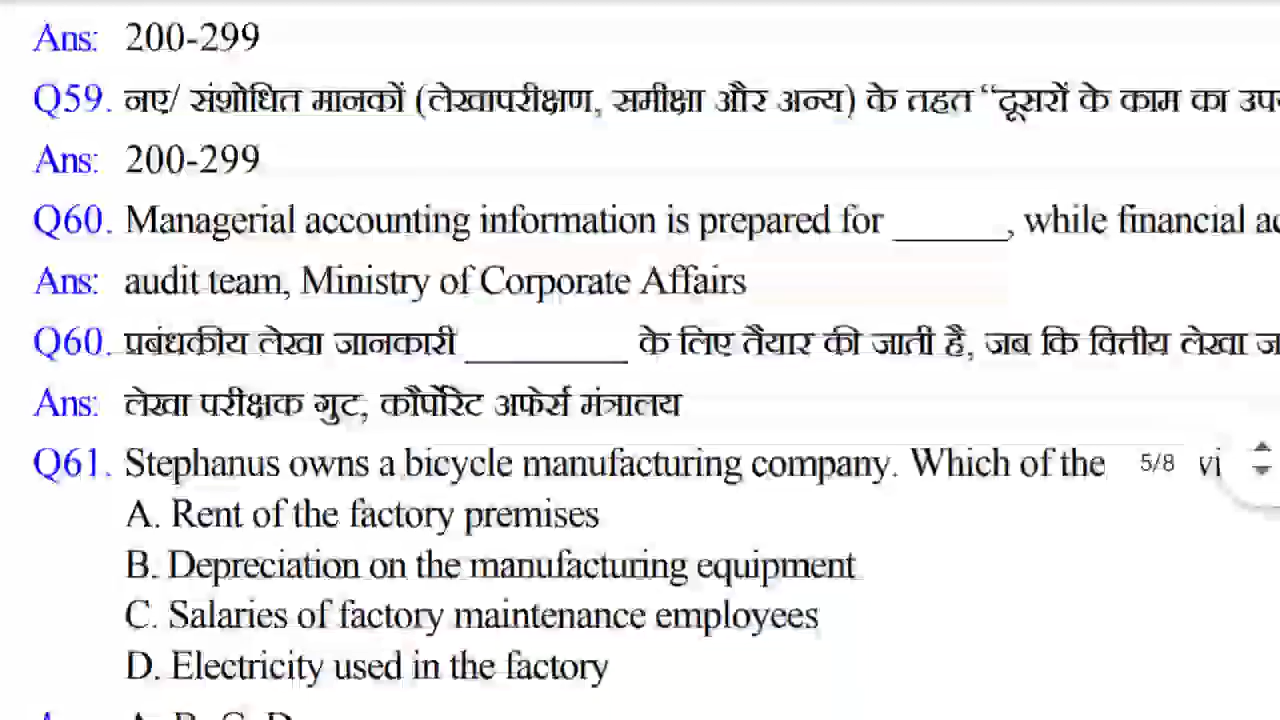 Ans: 200-299
Q59. नए/ संशोधित मानकों (लेखापरीक्षण, समीक्षा और अन्य) के तहत “दूसरों के काम का
Ans: 200-299
Q60. Managerial accounting information is prepared for ______, while financial
Ans: audit team, Ministry of Corporate Affairs
Q60. प्रबंधकीय लेखा जानकारी ________ के लिए तैयार की जाती है, जब कि वित्तीय लेखा
Ans: लेखा परीक्षक गुट, कौर्पोरेट अफेर्स मंत्रालय
Q61. Stephanus owns a bicycle manufacturing company. Which of the 5/8
A. Rent of the factory premises
B. Depreciation on the manufacturing equipment
C. Salaries of factory maintenance employees
D. Electricity used in the factory